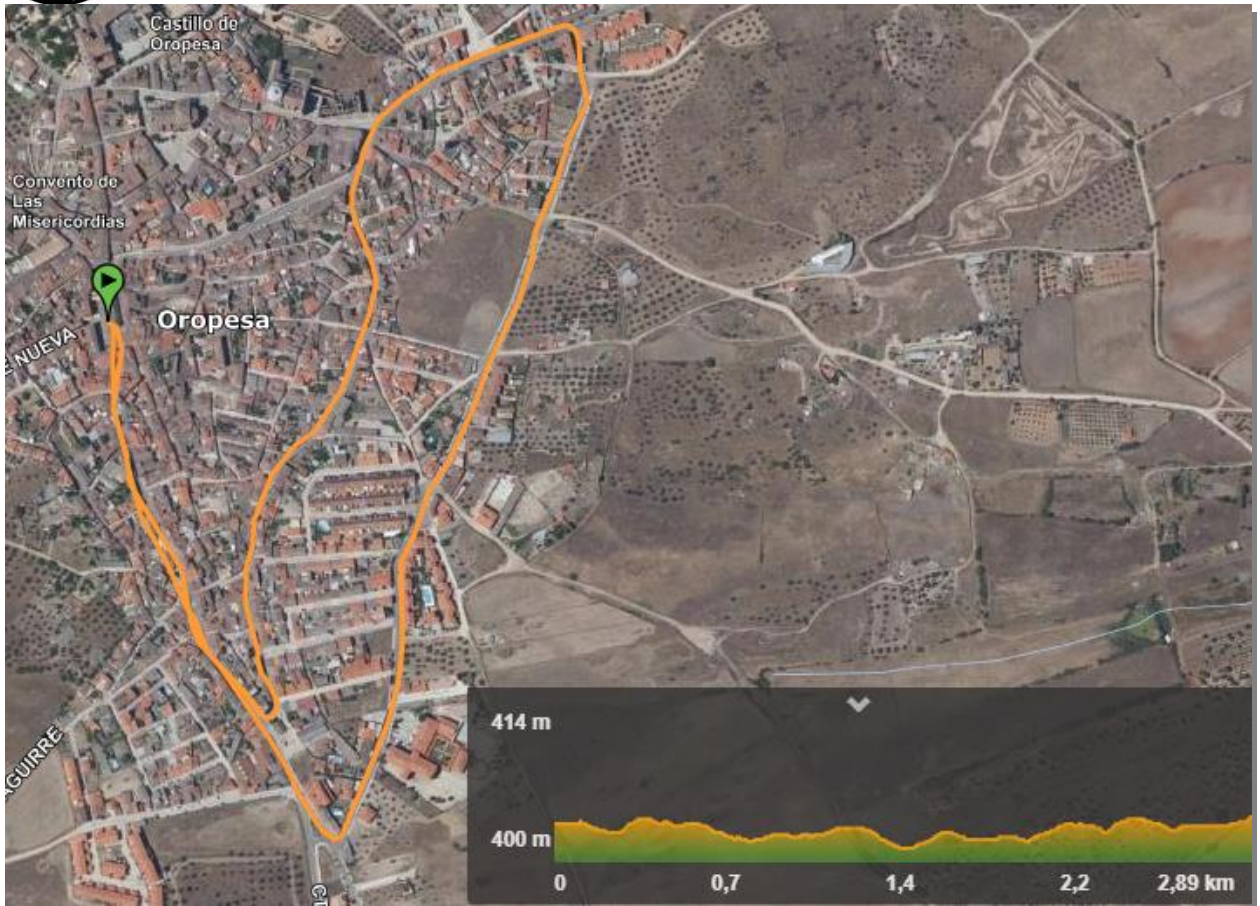 Castillo de
Oropesa
Convento de
Las
Misericordias
Oropesa
E NUEVA
AGUIRRE
414 m
400 m
0 0,7 1,4 2,2 2,89 km